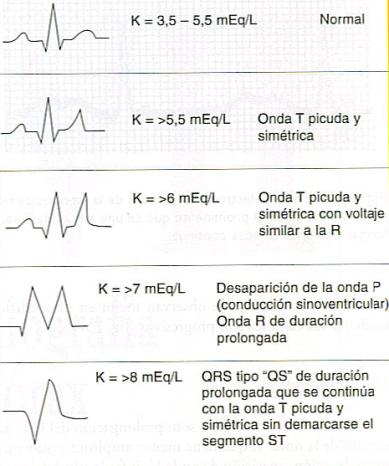 K = 3,5 – 5,5 mEq/L Normal
K = >5,5 mEq/L Onda T picuda y
simétrica
K = >6 mEq/L Onda T picuda y
simétrica con voltaje
similar a la R
K = >7 mEq/L Desaparición de la onda P
(conducción sinoventricular)
Onda R de duración
prolongada
K = >8 mEq/L QRS tipo “QS” de duración
prolongada que se continúa
con la onda T picuda y
simétrica sin demarcarse el
segmento ST